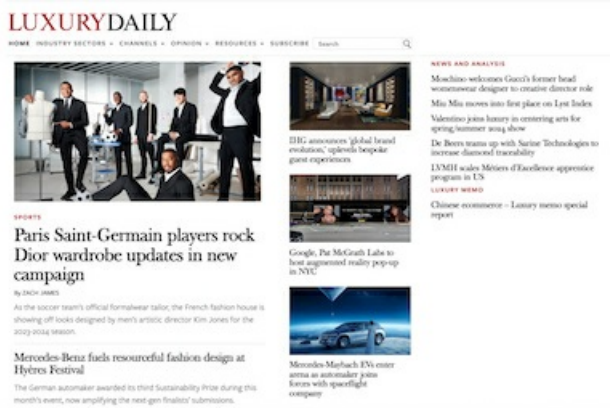 LUXURYDAILY
HOME INDUSTRY SECTORS CHANNELS OPINION RESOURCES SUBSCRIBE Search
SPORTS
Paris Saint-Germain players rock
Dior wardrobe updates in new
campaign
By ZACH JAMES
As the soccer team's official formalwear tailor, the French fashion house is
showing off looks designed by men's artistic director Kim Jones for the
2023-2024 season.
Mercedes-Benz fuels resourceful fashion design at
Hyères Festival
The German automaker awarded its third Sustainability Prize during this
month's event, now amplifying the next-gen finalists' submissions.
IHG announces 'global brand
evolution,' uplevels bespoke
guest experiences
Google, Pat McGrath Labs to
host augmented reality pop-up
in NYC
Mercedes-Maybach EVs enter
arena as automaker joins
forces with spaceflight
company
NEWS AND ANALYSIS
Moschino welcomes Gucci's former head
womenswear designer to creative director role
Miu Miu moves into first place on Lyst Index
Valentino joins luxury in centering arts for
spring/summer 2024 show
De Beers teams up with Sarine Technologies to
increase diamond traceability
LVMH scales Métiers d'Excellence apprentice
program in US
LUXURY MEMO
Chinese ecommerce – Luxury memo special
report